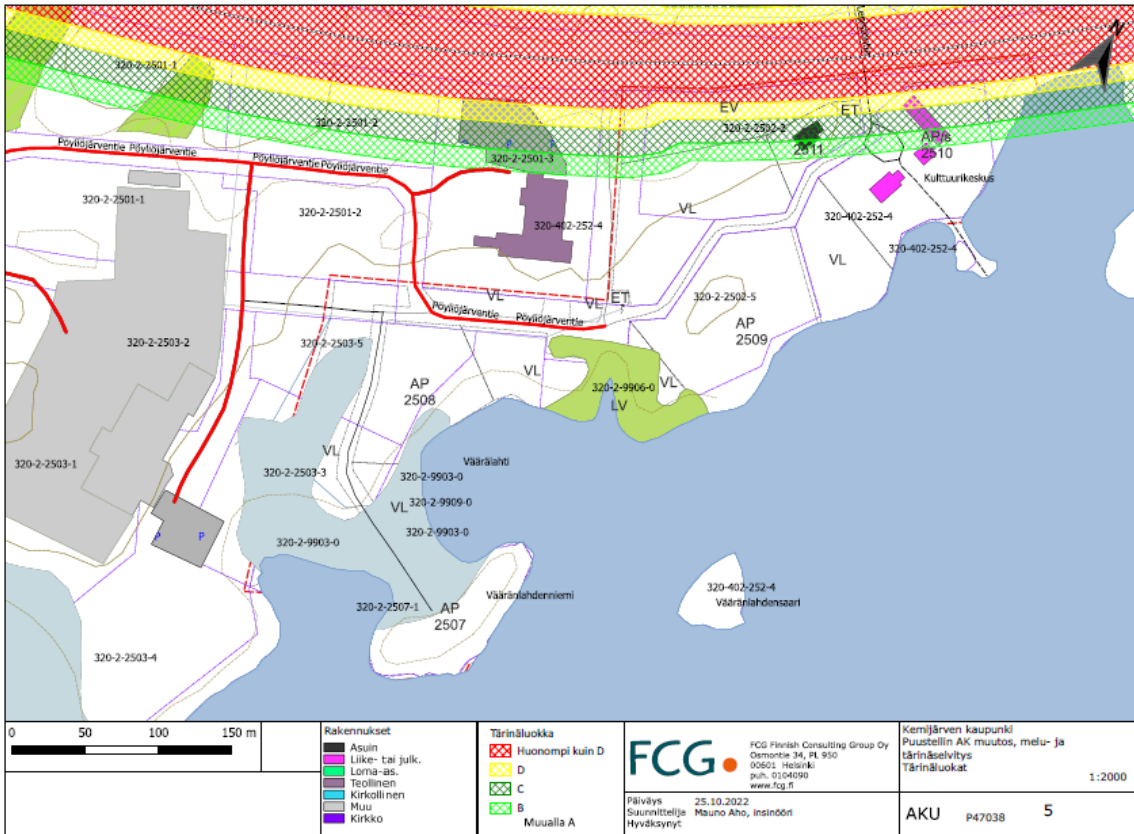 320-2-2501-1
320-2-2501-2
EV
ET
320-2-2502-2
2511
AP/s
2510
Kulttuurikeskus
P P
320-2-2501-3
Pöyliöjärventie Pöyliöjärventie
Pöyliöjärventie Pöyliöjärventie
320-2-2501-1
320-2-2501-2
320-402-252-4
VL
320-402-252-4
320-402-252-4
VL
VL
VL
ET
Pöyliöjärventie Pöyliöjärventie
320-2-2502-5
AP
2509
320-2-2503-2
320-2-2503-5
AP
2508
VL
320-2-9906-0
VL
LV
320-2-2503-1
VL
320-2-2503-3
Väärälahti
320-2-9903-0
VL
320-2-9909-0
320-2-9903-0
P P
320-2-9903-0
320-2-2507-1
AP
2507
Vääränlahdenniemi
320-402-252-4
Vääränlahdensaari
320-2-2503-4
N
0 50 100 150 m
Rakennukset
Asuin
Liike- tai julk.
Loma-as.
Teollinen
Kirkollinen
Muu
Kirkko
Tärinäluokka
Huonompi kuin D
D
C
B
Muualla A
FCG
FCG Finnish Consulting Group Oy
Osmontie 34, PL 950
00601 Helsinki
puh. 0104090
www.fcg.fi
Päiväys 25.10.2022
Suunnittelija Mauno Aho, insinööri
Hyväksynyt
Kemijärven kaupunki
Puustellin AK muutos, melu- ja
tärinäselvitys
Tärinäluokat
1:2000
AKU P47038 5